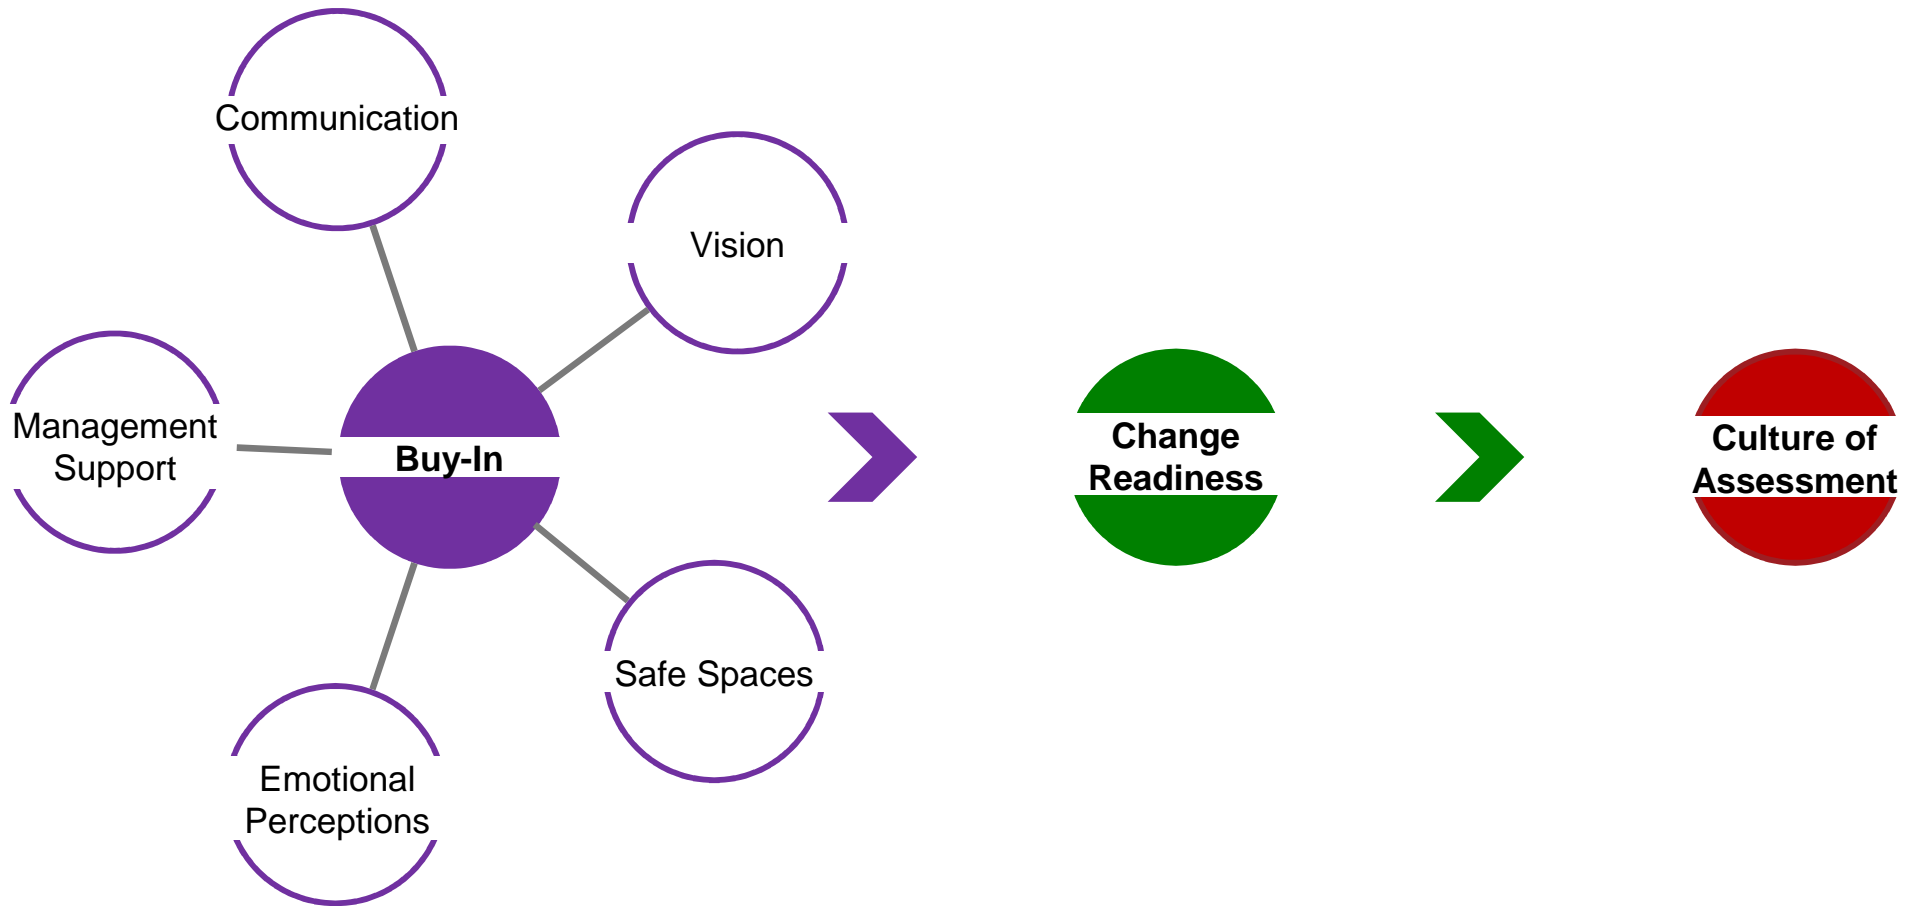 Communication
Vision
Management
Support
Buy-In
Change
Readiness
Culture of
Assessment
Safe Spaces
Emotional
Perceptions